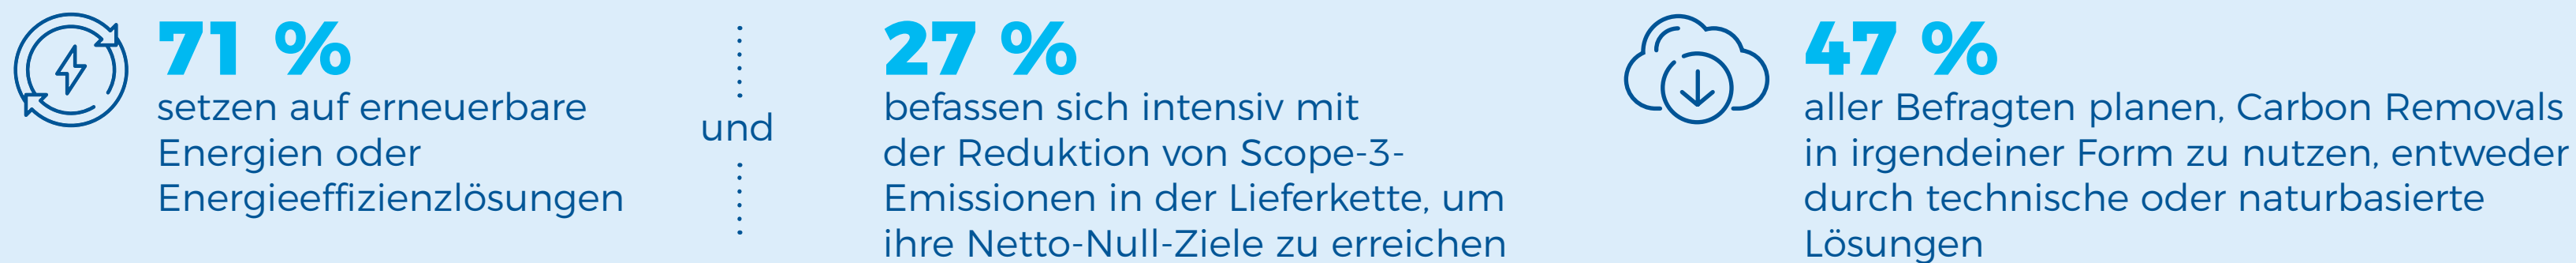 71 %
setzen auf erneuerbare
Energien oder
Energieeffizienzlösungen
und
27 %
befassen sich intensiv mit
der Reduktion von Scope-3-
Emissionen in der Lieferkette, um
ihre Netto-Null-Ziele zu erreichen
47 %
aller Befragten planen, Carbon Removals
in irgendeiner Form zu nutzen, entweder
durch technische oder naturbasierte
Lösungen